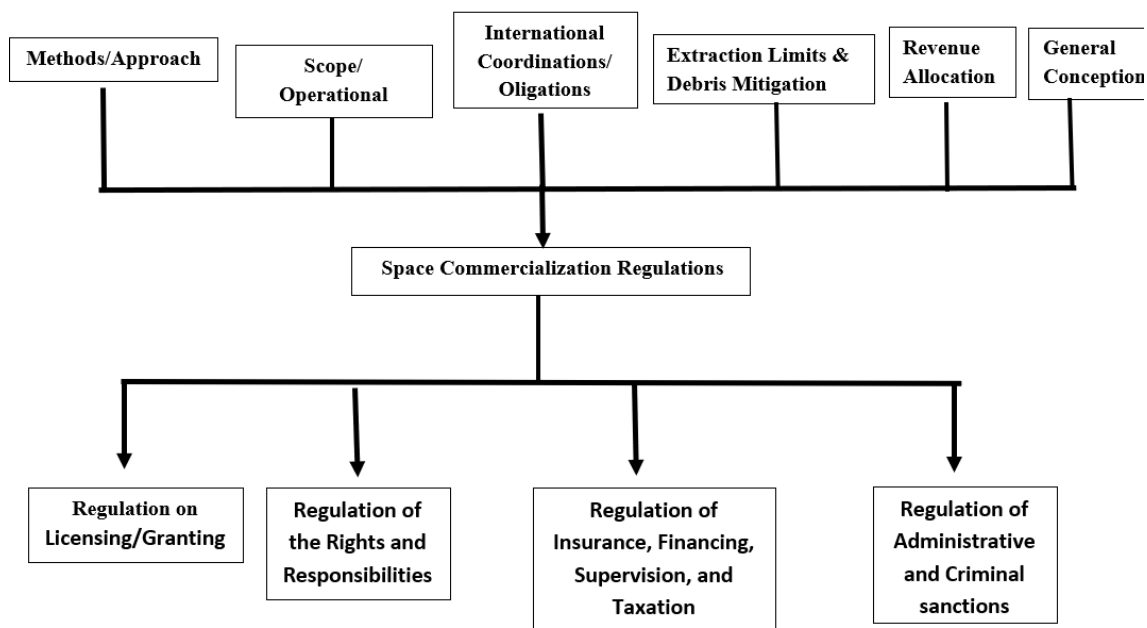 Methods/Approach
Scope/
Operational
International
Coordinations/
Oligations
Extraction Limits &
Debris Mitigation
Revenue
Allocation
General
Conception
Space Commercialization Regulations
Regulation on
Licensing/Granting
Regulation of
the Rights and
Responsibilities
Regulation of
Insurance, Financing,
Supervision, and
Taxation
Regulation of
Administrative
and Criminal
sanctions